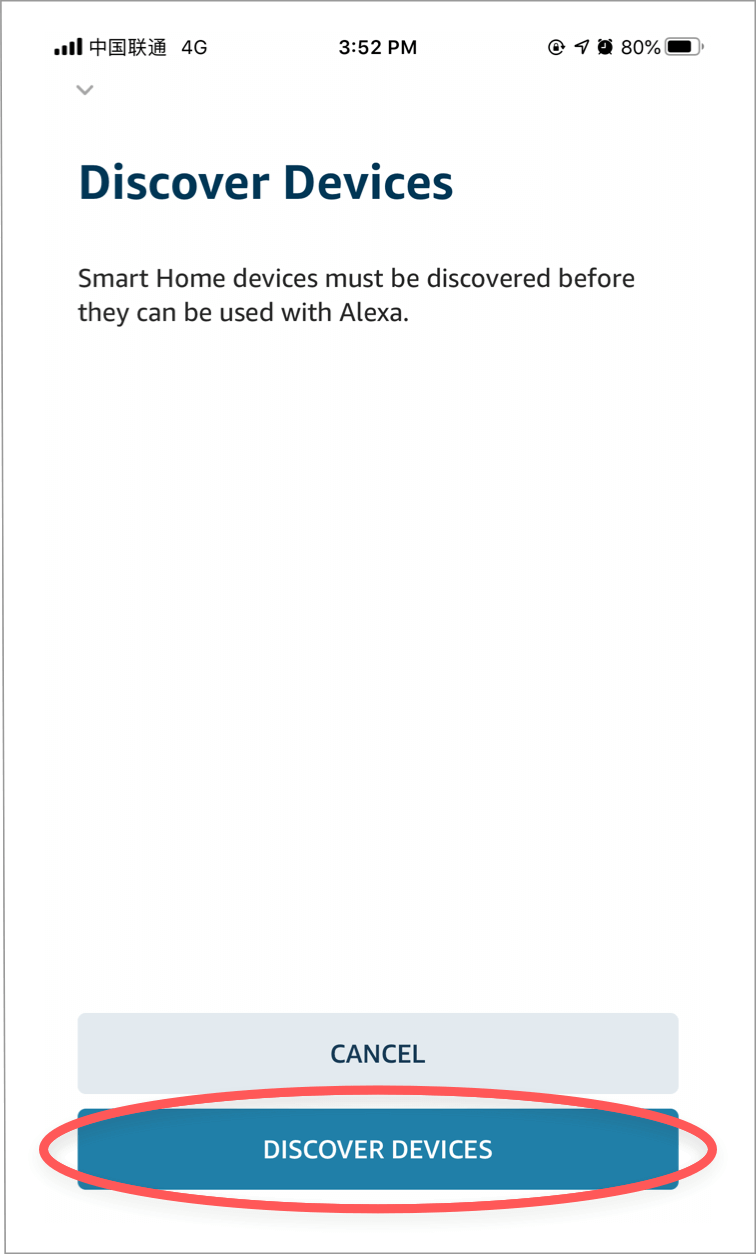 中国联通 4G 3:52 PM 80%
Discover Devices
Smart Home devices must be discovered before
they can be used with Alexa.
CANCEL
DISCOVER DEVICES